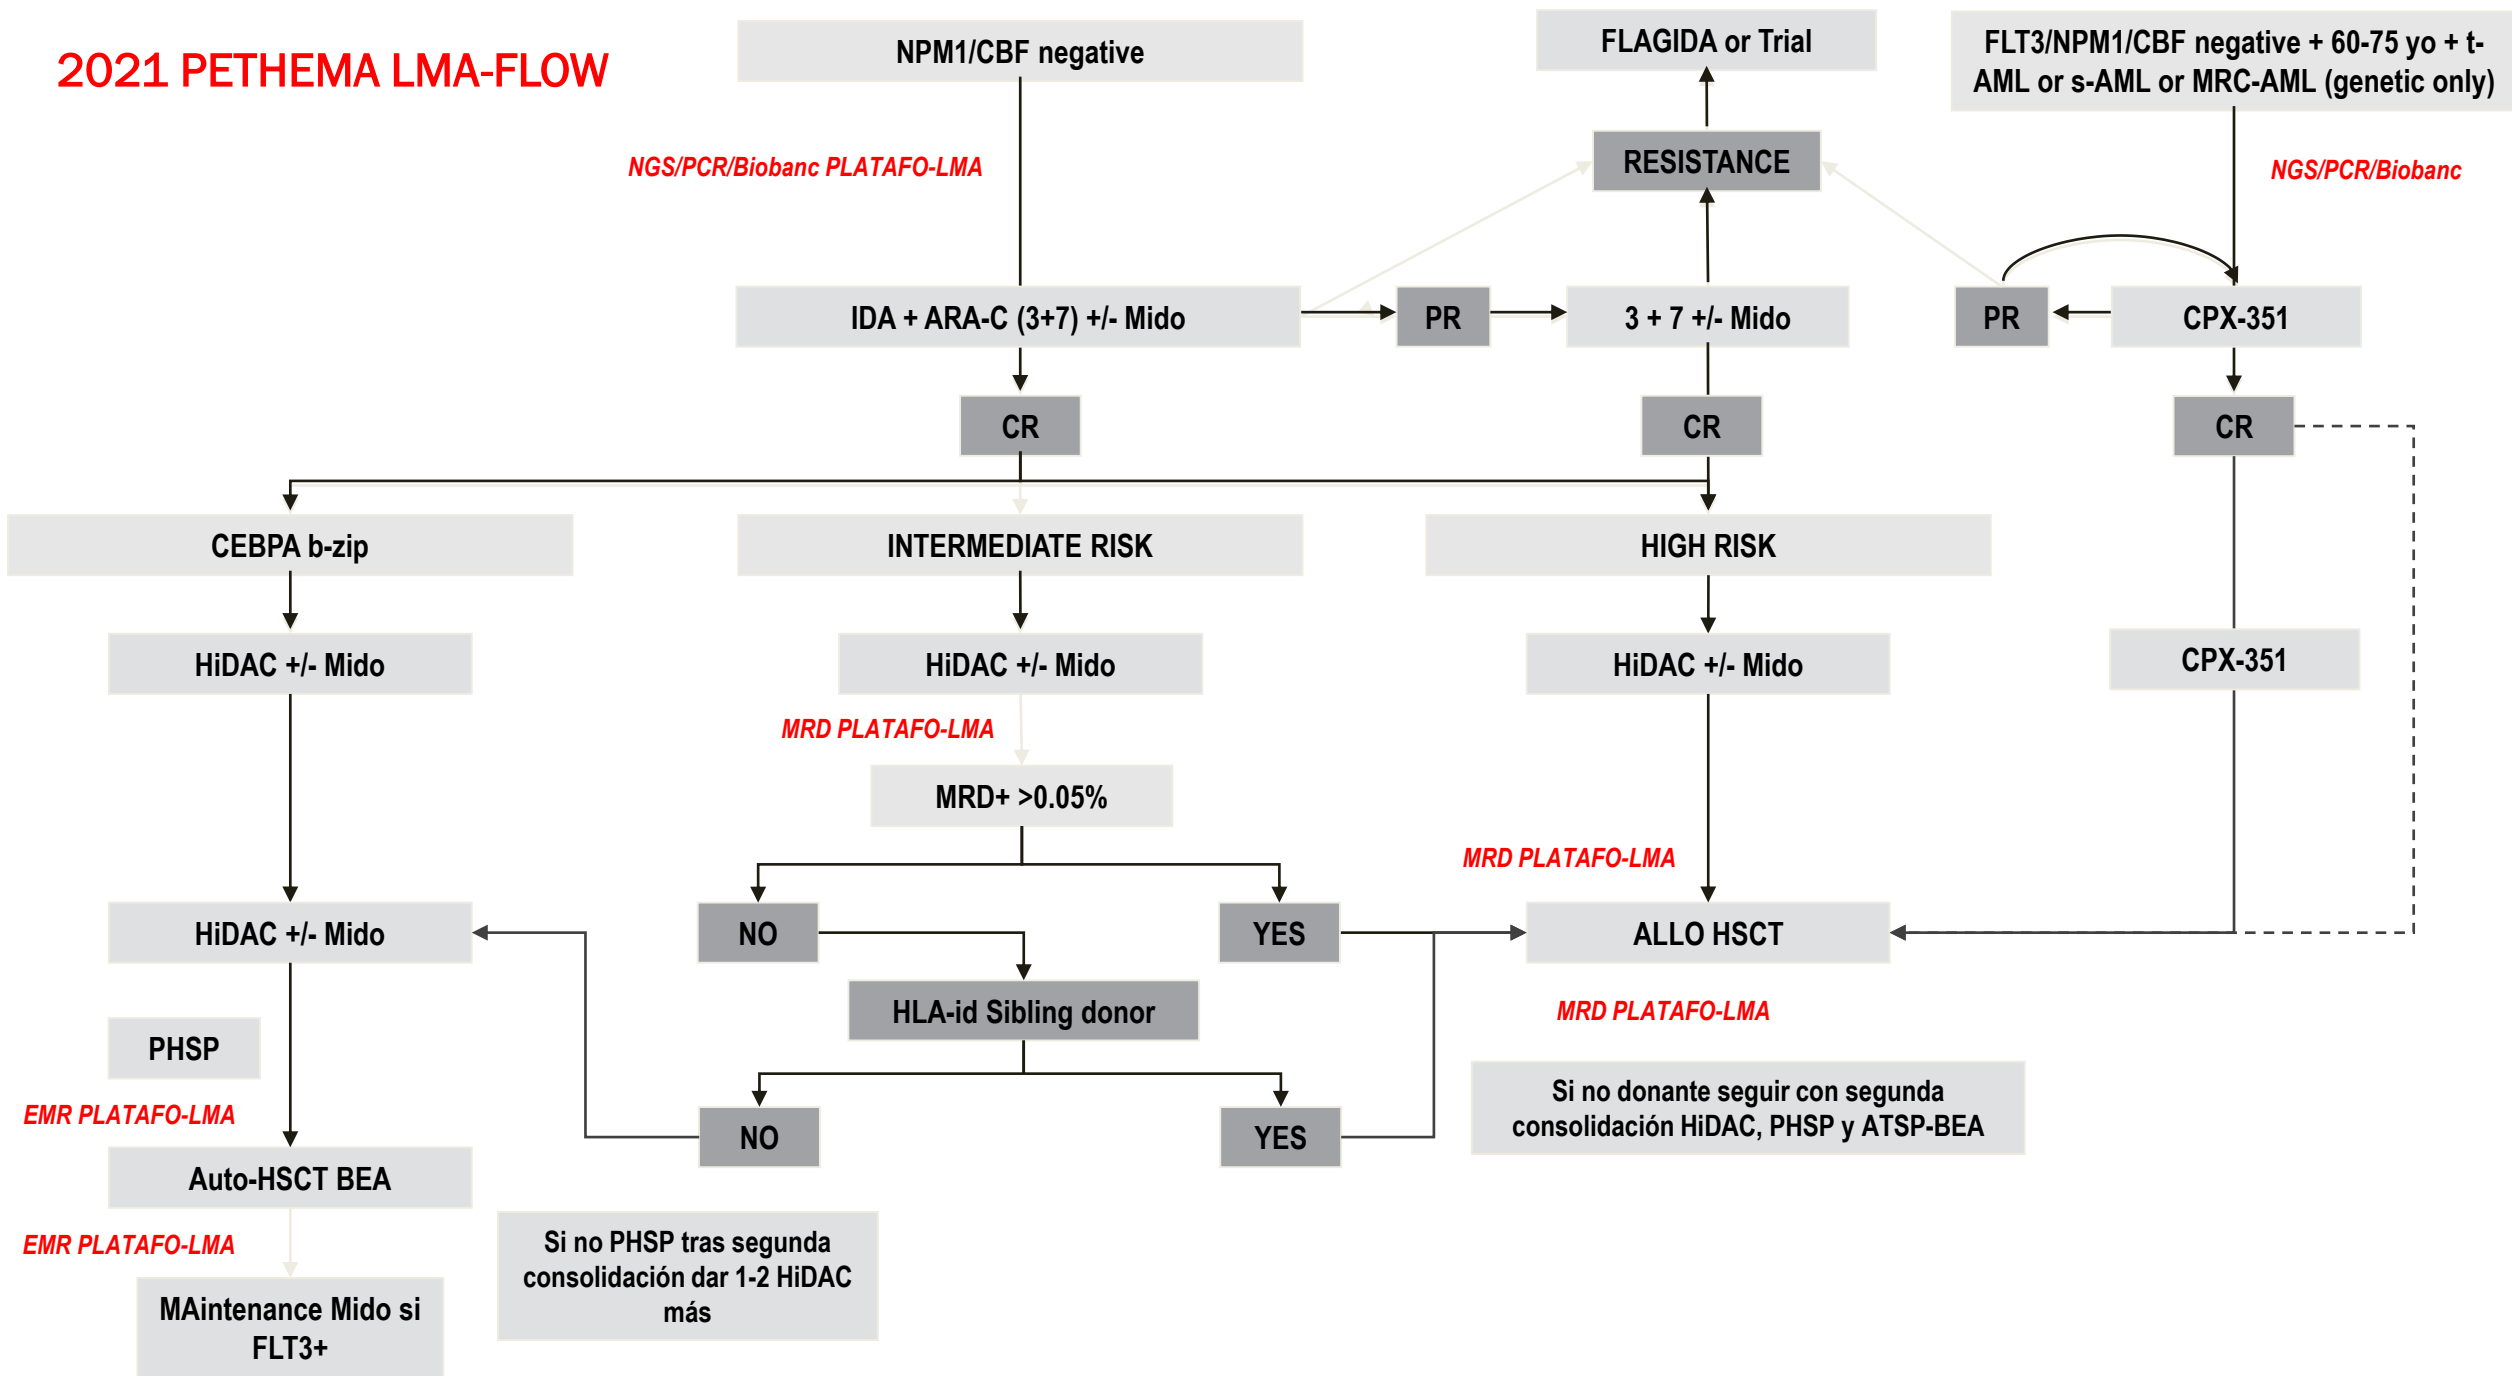 2021 PETHEMA LMA-FLOW
NPM1/CBF negative
FLAGIDA or Trial
FLT3/NPM1/CBF negative + 60-75 yo + t-
AML or s-AML or MRC-AML (genetic only)
NGS/PCR/Biobanc PLATAFO-LMA
RESISTANCE
NGS/PCR/Biobanc
IDA + ARA-C (3+7) +/- Mido
PR
3 + 7 +/- Mido
PR
CPX-351
CR
CR
CR
CEBPA b-zip
INTERMEDIATE RISK
HIGH RISK
HiDAC +/- Mido
HiDAC +/- Mido
HiDAC +/- Mido
CPX-351
MRD PLATAFO-LMA
MRD+ >0.05%
MRD PLATAFO-LMA
HiDAC +/- Mido
NO
YES
ALLO HSCT
HLA-id Sibling donor
MRD PLATAFO-LMA
PHSP
EMR PLATAFO-LMA
NO
YES
Si no donante seguir con segunda
consolidación HiDAC, PHSP y ATSP-BEA
Auto-HSCT BEA
EMR PLATAFO-LMA
Si no PHSP tras segunda
consolidación dar 1-2 HiDAC
más
MAintenance Mido si
FLT3+